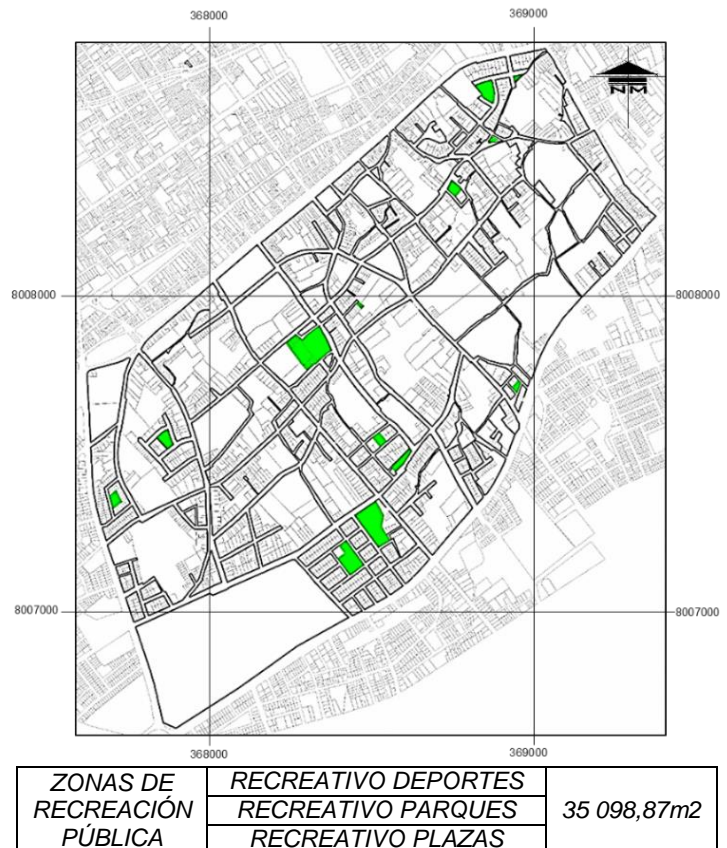 368000
369000
NM
8008000
8008000
8007000
8007000
368000
369000
ZONAS DE RECREACIÓN PÚBLICA
RECREATIVO DEPORTES
RECREATIVO PARQUES
RECREATIVO PLAZAS
35 098,87m2